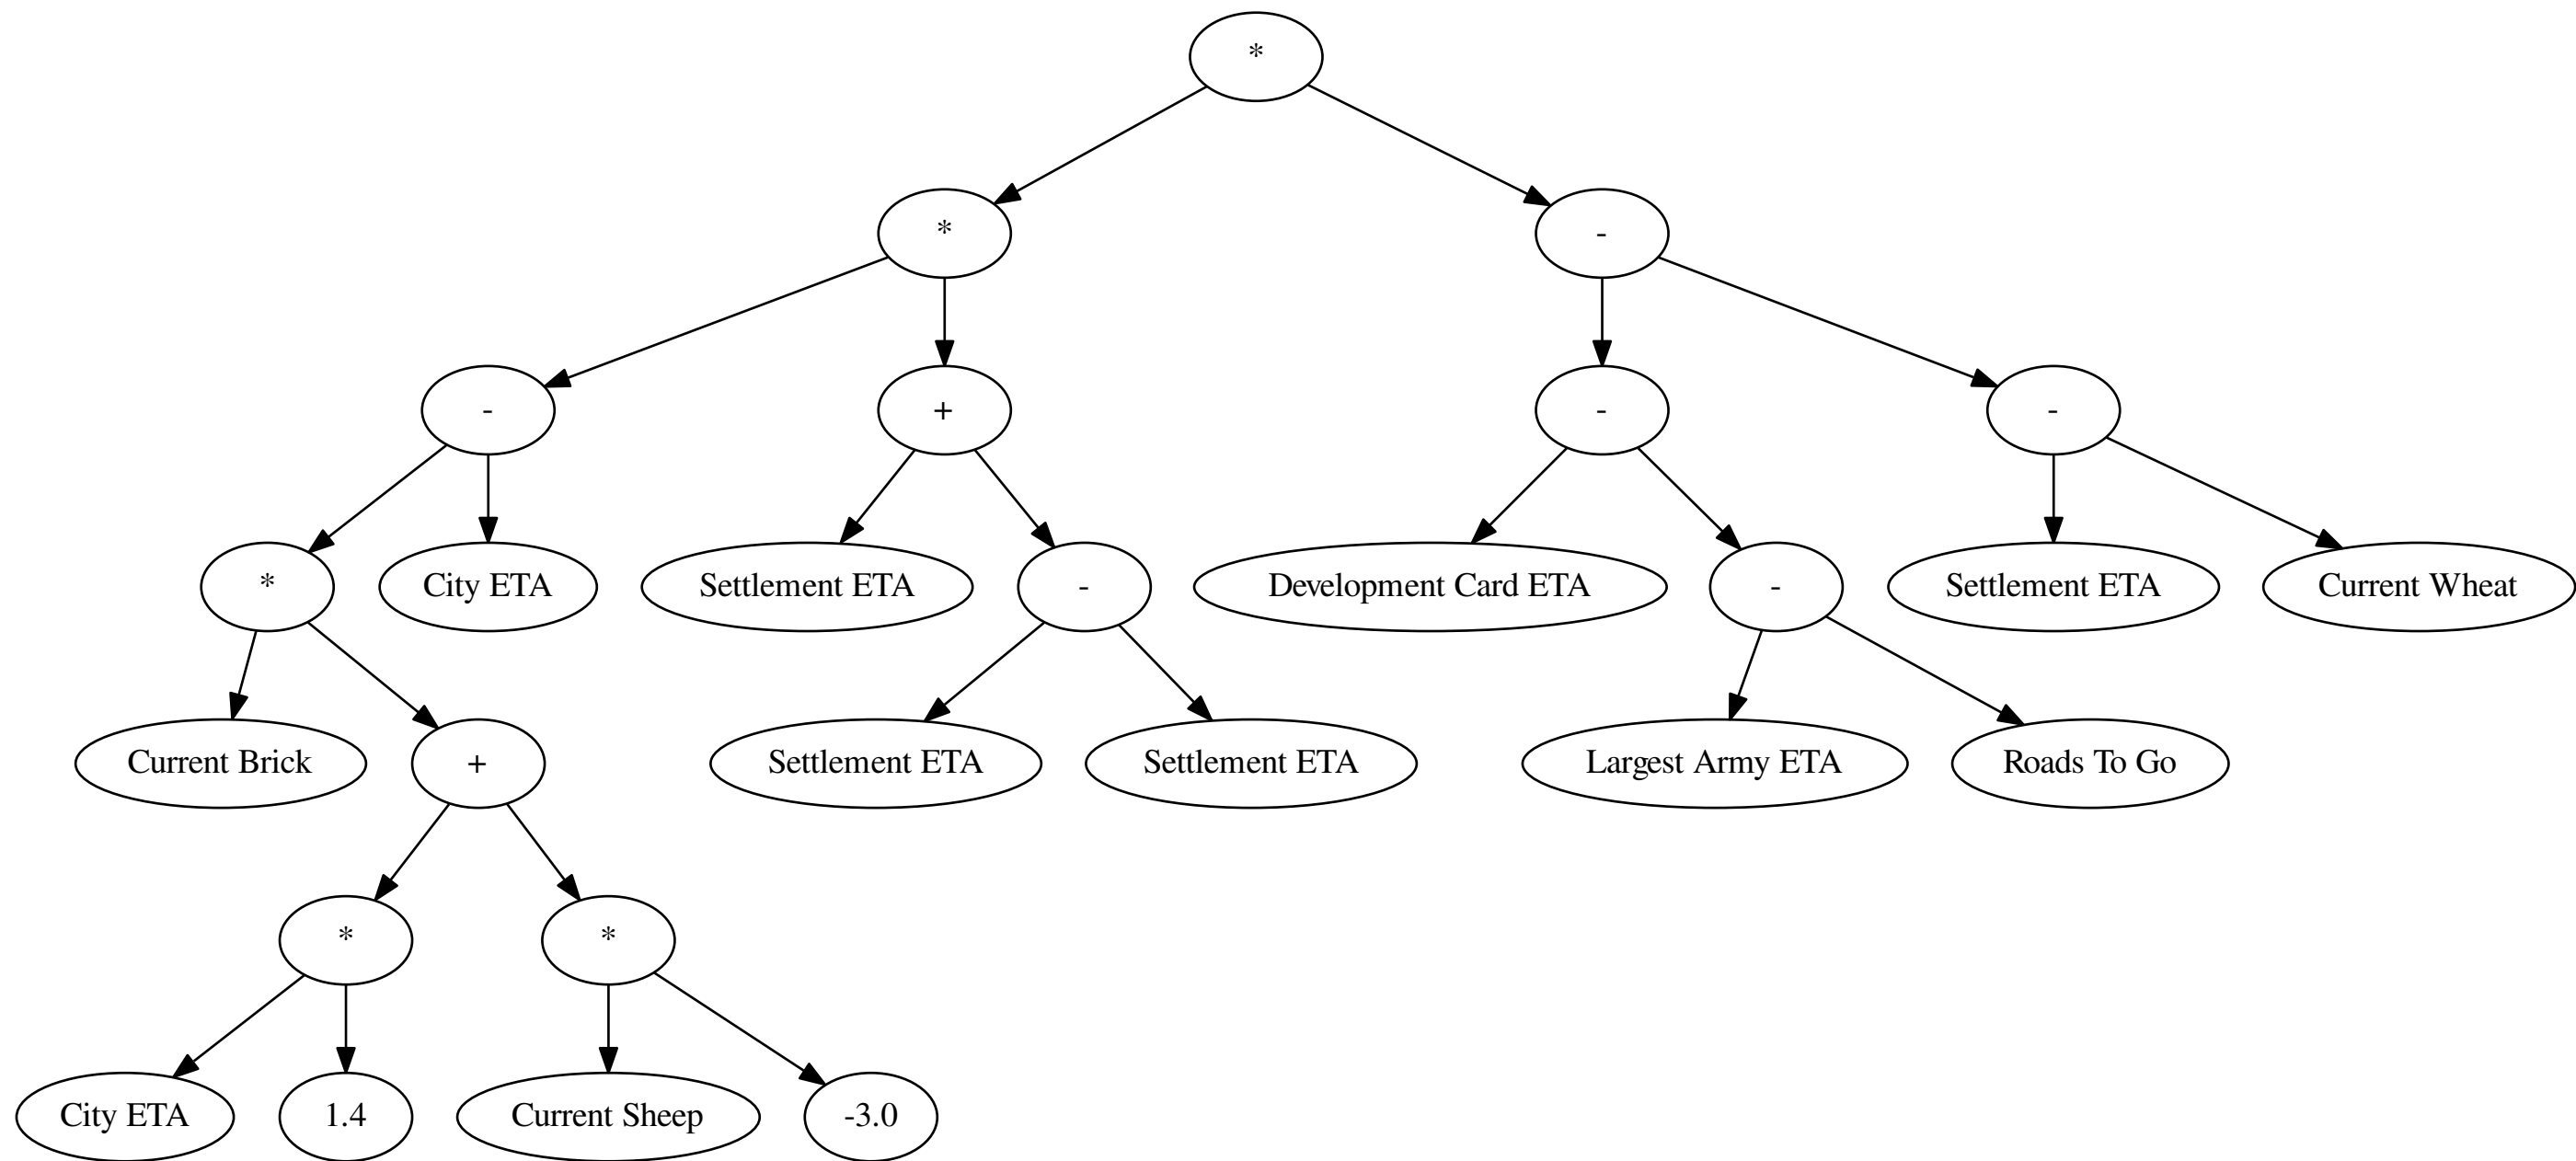 *
* -
- + - -
* City ETA Settlement ETA - Development Card ETA - Settlement ETA Current Wheat
Current Brick + Settlement ETA Settlement ETA Largest Army ETA Roads To Go
* *
City ETA 1.4 Current Sheep -3.0